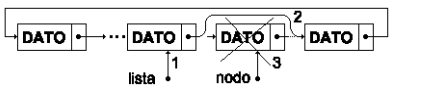 2
DATO ... DATO DATO DATO
1 3
lista nodo